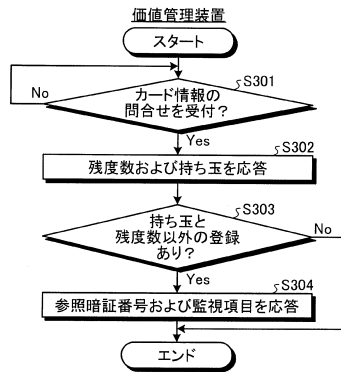 価値管理装置
スタート
S301
カード情報の
問合せを受付?
No
Yes
S302
残度数および持ち玉を応答
S303
持ち玉と
残度数以外の登録
あり?
No
Yes
S304
参照暗証番号および監視項目を応答
エンド